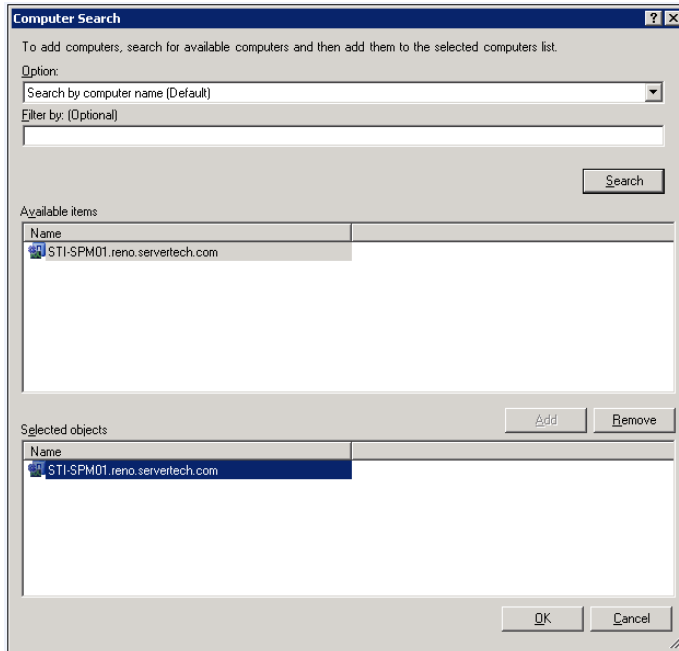 Computer Search
To add computers, search for available computers and then add them to the selected computers list.
Option:
Search by computer name (Default)
Filter by: (Optional)
Search
Available items
Name
STI-SPM01.reno.servertech.com
Add Remove
Selected objects
Name
STI-SPM01.reno.servertech.com
OK Cancel